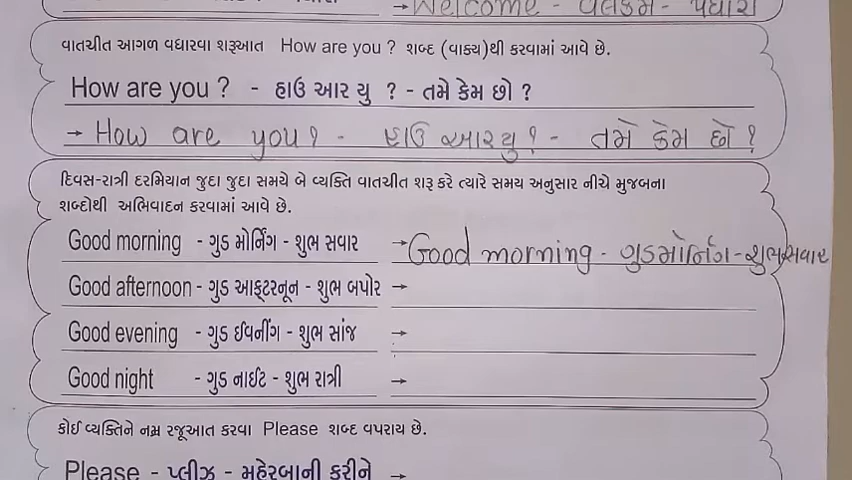 → Welcome - વેલકમ - પધારો
વાતચીત આગળ વધારવા શરૂઆત How are you ? શબ્દ (વાક્ય)થી કરવામાં આવે છે.
How are you ? - હાઉ આર યુ ? - તમે કેમ છો ?
→ How are you? - હાઉ આર યુ? - તમે કેમ છો ?
દિવસ-રાત્રી દરમિયાન જુદા જુદા સમયે બે વ્યક્તિ વાતચીત શરૂ કરે ત્યારે સમય અનુસાર નીચે મુજબના
શબ્દોથી અભિવાદન કરવામાં આવે છે.
Good morning - ગુડ મોર્નિંગ - શુભ સવાર → Good morning - ગુડમોર્નિંગ - શુભસવાર
Good afternoon - ગુડ આફ્ટરનૂન - શુભ બપોર →
Good evening - ગુડ ઈવનીંગ - શુભ સાંજ →
Good night - ગુડ નાઈટ - શુભ રાત્રી →
કોઈ વ્યક્તિને નમ્ર રજૂઆત કરવા Please શબ્દ વપરાય છે.
Please - પ્લીઝ - મહેરબાની કરીને →